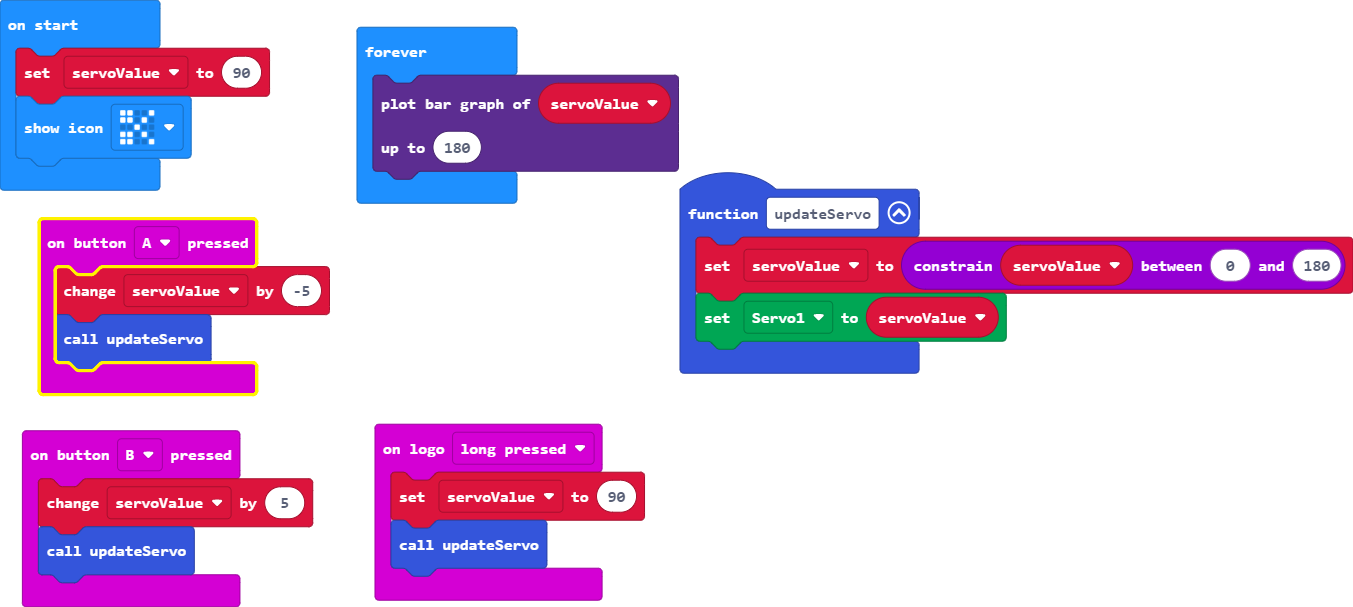 on start
set servoValue to 90
show icon
forever
plot bar graph of servoValue
up to 180
function updateServo
set servoValue to constrain servoValue between 0 and 180
set Servo1 to servoValue
on button A pressed
change servoValue by -5
call updateServo
on button B pressed
change servoValue by 5
call updateServo
on logo long pressed
set servoValue to 90
call updateServo